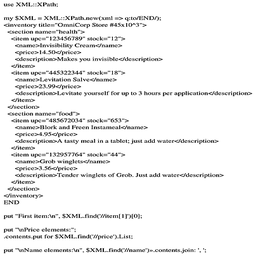 use XML::XPath;

my $XML = XML::XPath.new(xml => q:to/END/);
<inventory title="OmniCorp Store #45x10^3">
<section name="health">
<item upc="123456789" stock="12">
<name>Invisibility Cream</name>
<price>14.50</price>
<description>Makes you invisible</description>
</item>
<item upc="445322344" stock="18">
<name>Levitation Salve</name>
<price>23.99</price>
<description>Levitate yourself for up to 3 hours per application</description>
</item>
</section>
<section name="food">
<item upc="485672034" stock="653">
<name>Blork and Freen Instameal</name>
<price>4.95</price>
<description>A tasty meal in a tablet; just add water</description>
</item>
<item upc="132957764" stock="44">
<name>Grob winglets</name>
<price>3.56</price>
<description>Tender winglets of Grob. Just add water</description>
</item>
</section>
</inventory>
END

put "First item:\n", $XML.find('//item[1]')[0];

put "\nPrice elements:";
.contents.put for $XML.find('//price').List;

put "\nName elements:\n", $XML.find('//name')».contents.join: ', ';